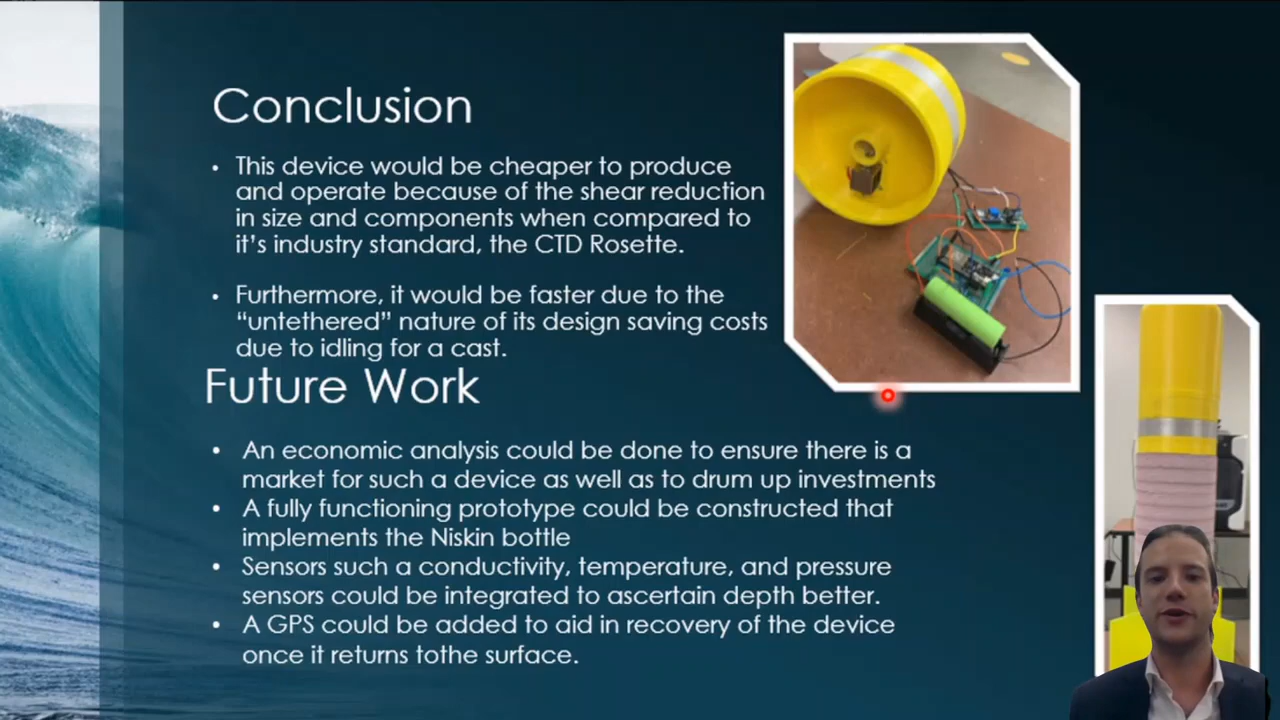 Conclusion
• This device would be cheaper to produce
and operate because of the shear reduction
in size and components when compared to
it's industry standard, the CTD Rosette.
• Furthermore, it would be faster due to the
“untethered” nature of its design saving costs
due to idling for a cast.
Future Work
• An economic analysis could be done to ensure there is a
market for such a device as well as to drum up investments
• A fully functioning prototype could be constructed that
implements the Niskin bottle
• Sensors such a conductivity, temperature, and pressure
sensors could be integrated to ascertain depth better.
• A GPS could be added to aid in recovery of the device
once it returns tothe surface.